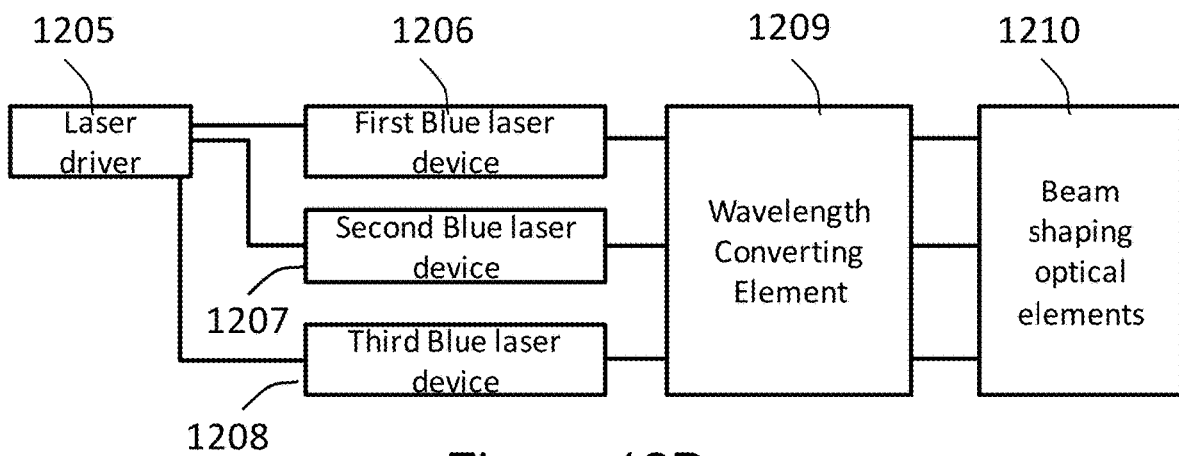 1205
1206
1209
1210
Laser
driver
First Blue laser
device
Second Blue laser
device
1207
Third Blue laser
device
1208
Wavelength
Converting
Element
Beam
shaping
optical
elements